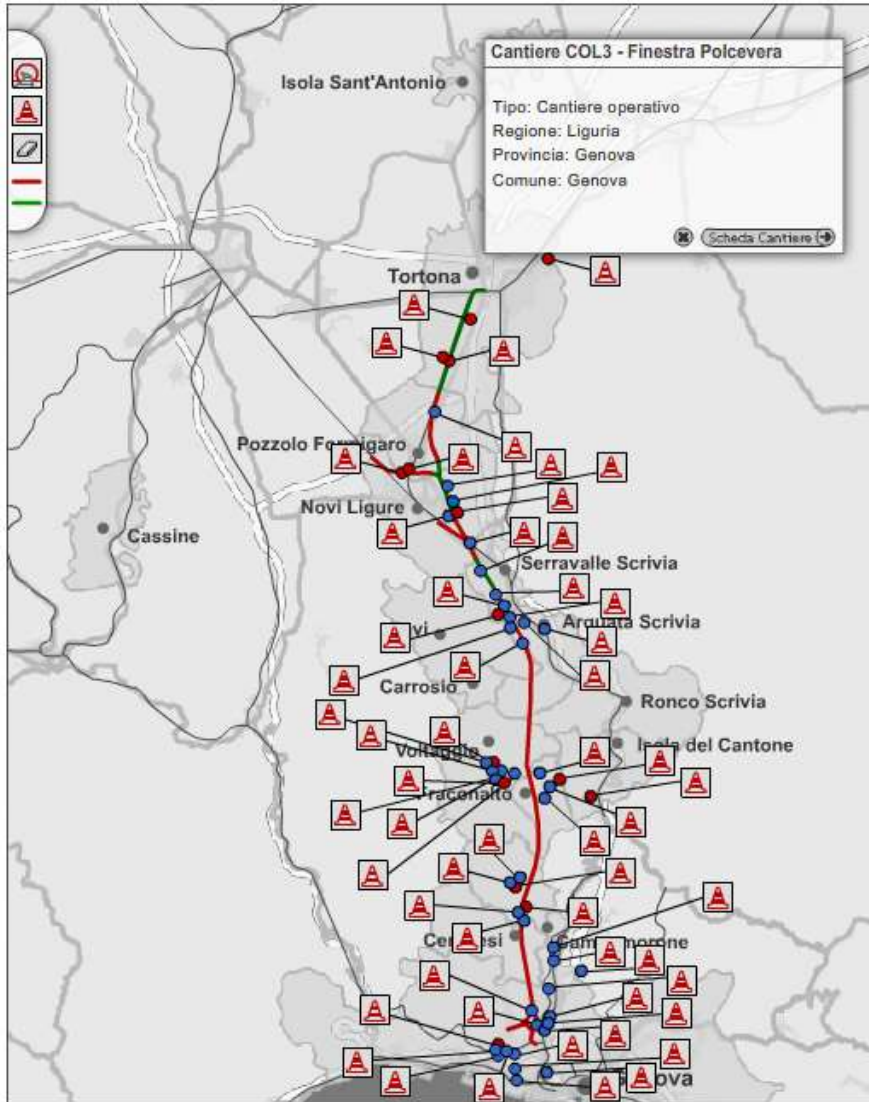 Cantiere COL3 - Finestra Polcevera
Isola Sant'Antonio
Tipo: Cantiere operativo
Regione: Liguria
Provincia: Genova
Comune: Genova
Scheda Cantiere
Tortona
Pozzolo Formigaro
Novi Ligure
Cassine
Serravalle Scrivia
Arquata Scrivia
Carrosio
Ronco Scrivia
Voltaggio
Isola del Cantone
Fraconalto